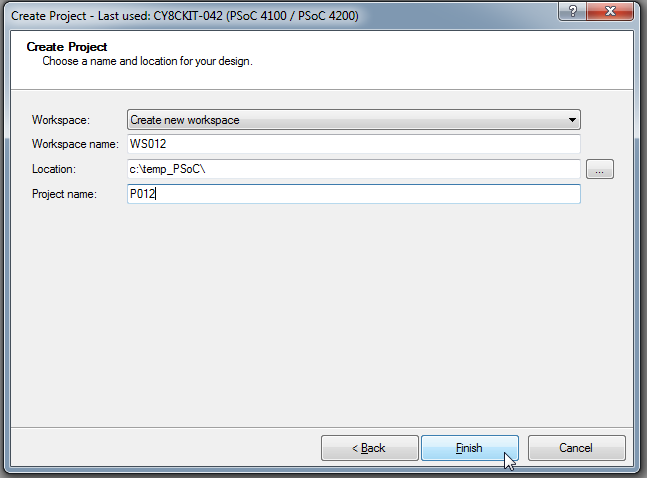 Create Project - Last used: CY8CKIT-042 (PSoC 4100 / PSoC 4200)
?
Create Project
Choose a name and location for your design.
Workspace: Create new workspace
Workspace name: WS012
Location: c:\temp_PSoC\ ...
Project name: P012
< Back Finish Cancel